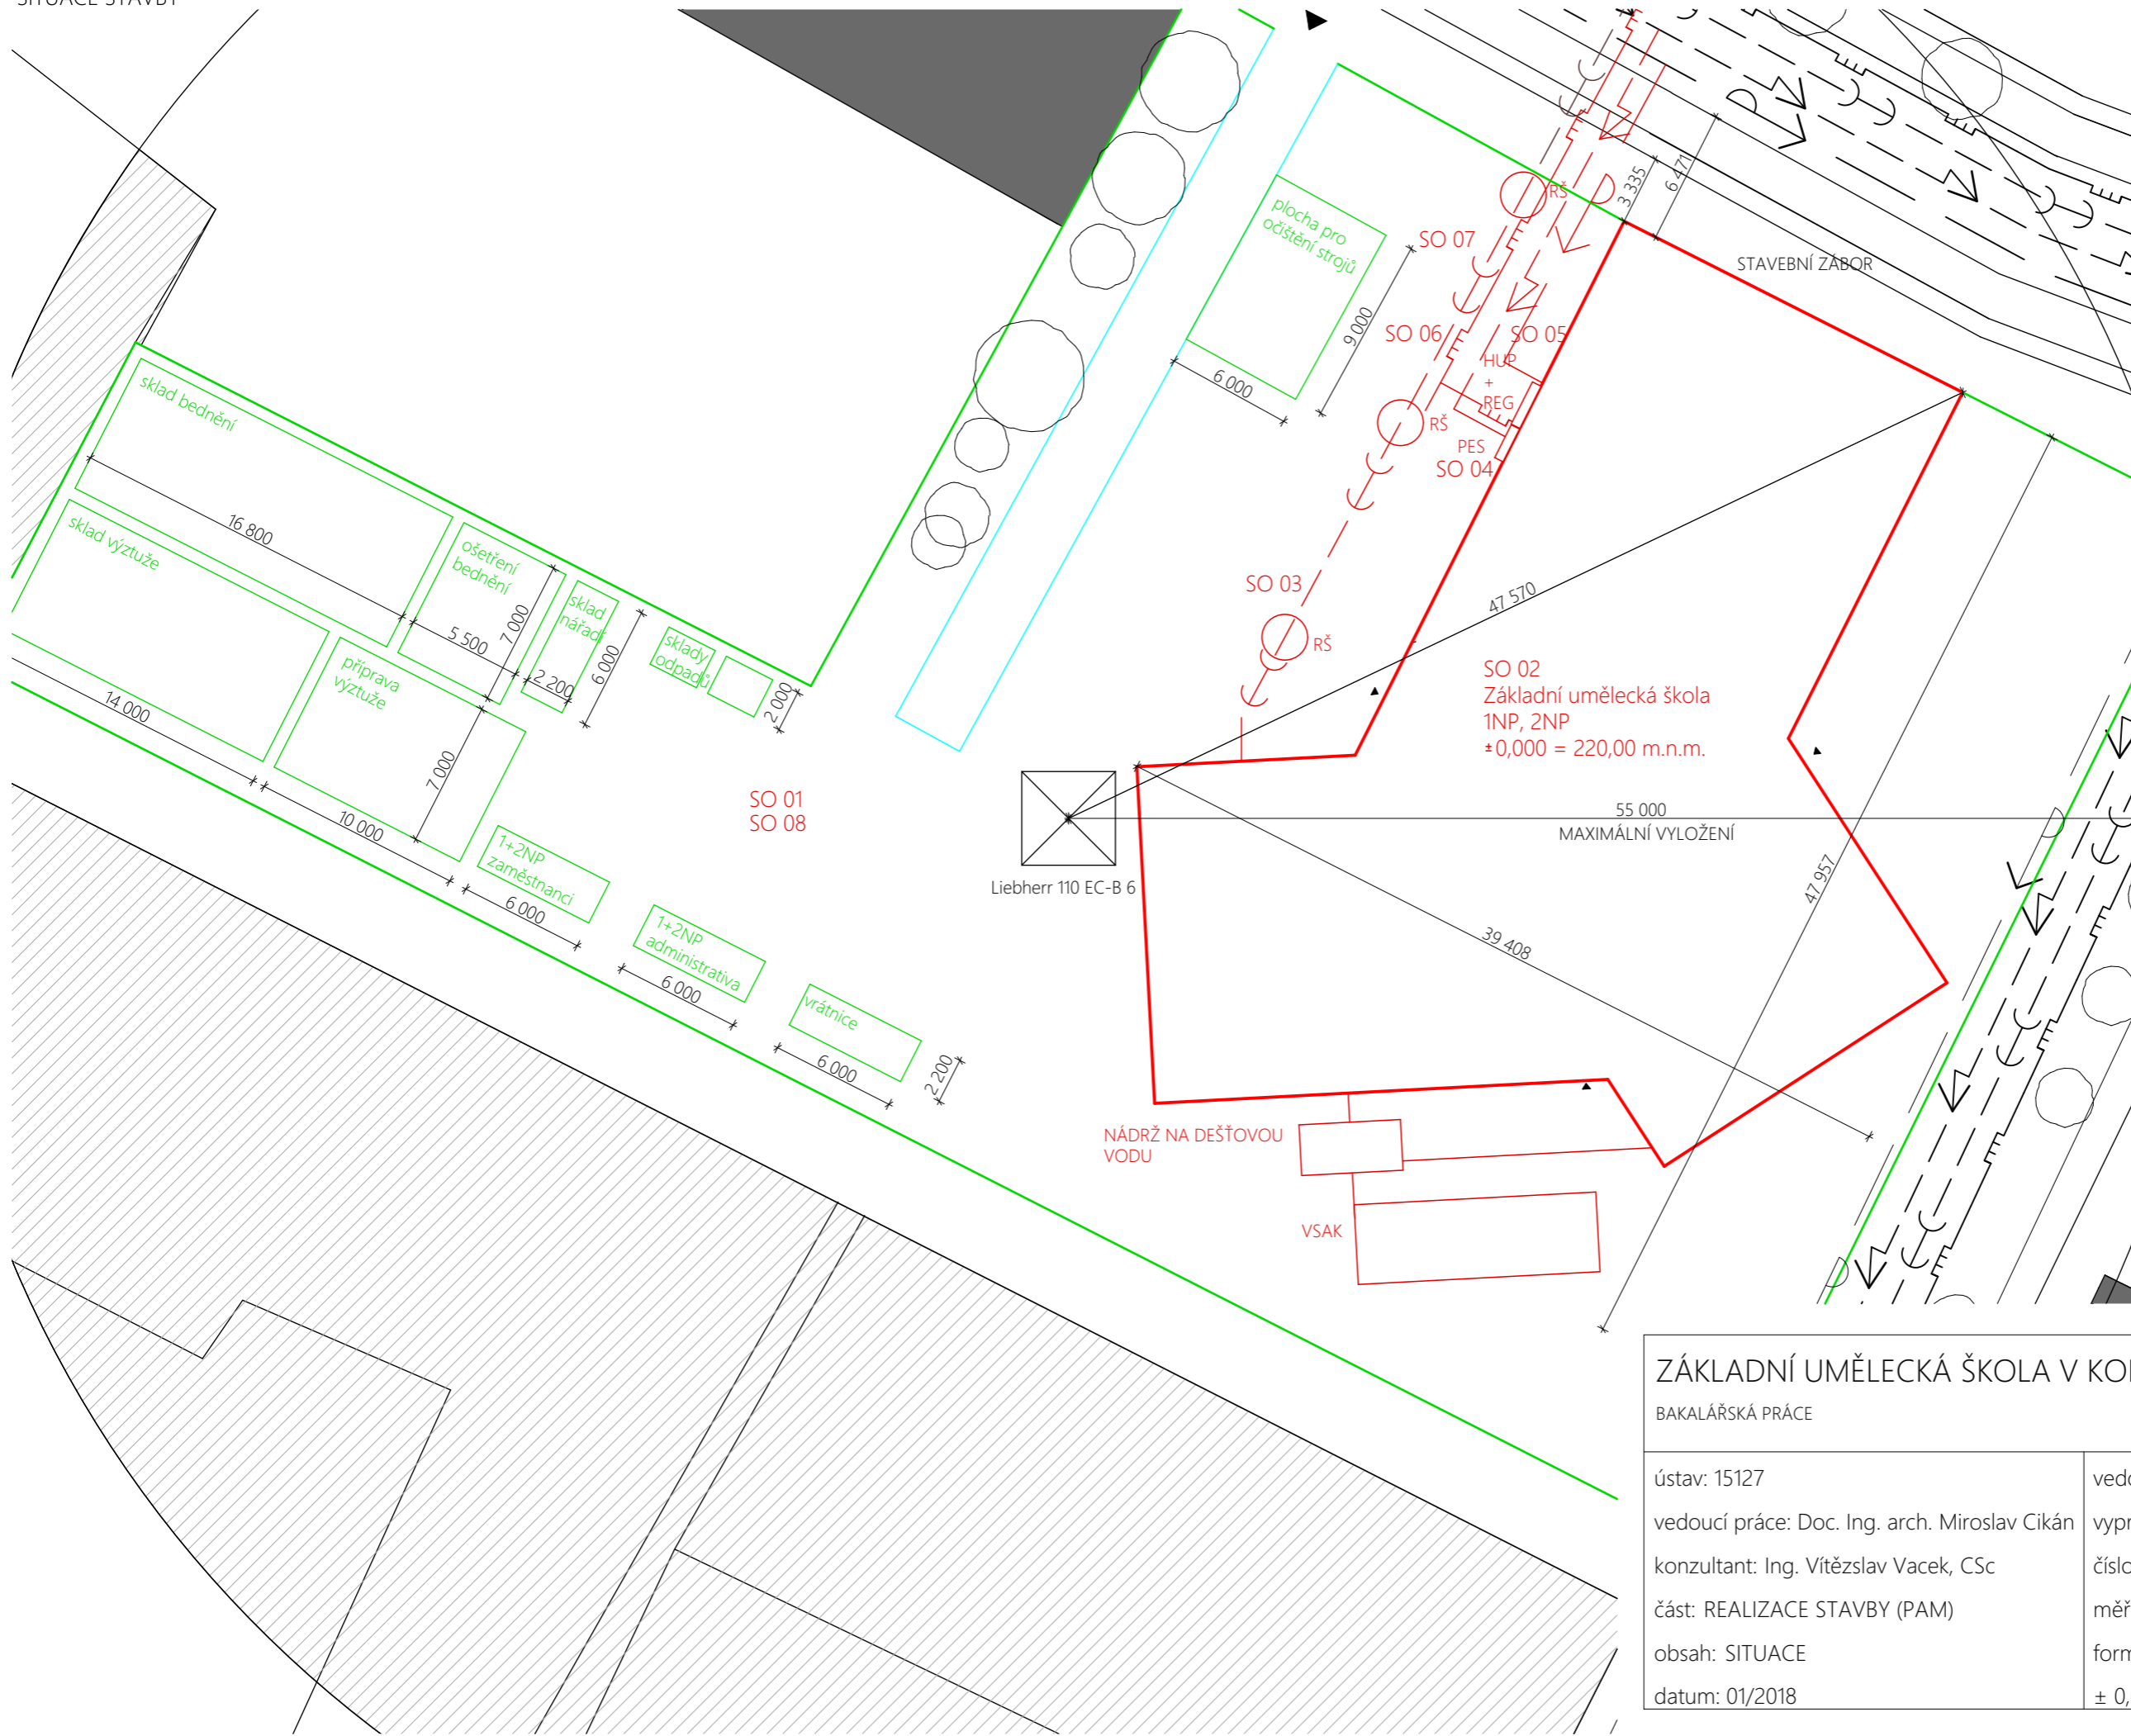 SITUACE STAVBY
sklad bednění
16 800
sklad výztuže
14 000
ošetření
bednění
5 500
7 000
sklad
nářadí
2 200
6 000
sklady
odpadů
2 000
příprava
výztuže
7 000
10 000
1+2NP
zaměstnanci
6 000
1+2NP
administrativa
6 000
vrátnice
6 000
2 200
plocha pro
očištění strojů
9 000
6 000
SO 07
RŠ
3 335
6 471
STAVEBNÍ ZÁBOR
SO 06
SO 05
HUP
+
REG
RŠ
PES
SO 04
SO 03
RŠ
47 570
SO 02
Základní umělecká škola
1NP, 2NP
±0,000 = 220,00 m.n.m.
SO 01
SO 08
55 000
MAXIMÁLNÍ VYLOŽENÍ
Liebherr 110 EC-B 6
47 957
39 408
NÁDRŽ NA DEŠŤOVOU
VODU
VSAK
BAKALÁŘSKÁ PRÁCE
ZÁKLADNÍ UMĚLECKÁ ŠKOLA V
ústav: 15127
vedoucí práce: Doc. Ing. arch. Miroslav Cikán
konzultant: Ing. Vítězslav Vacek, CSc
část: REALIZACE STAVBY (PAM)
obsah: SITUACE
datum: 01/2018
± 0,